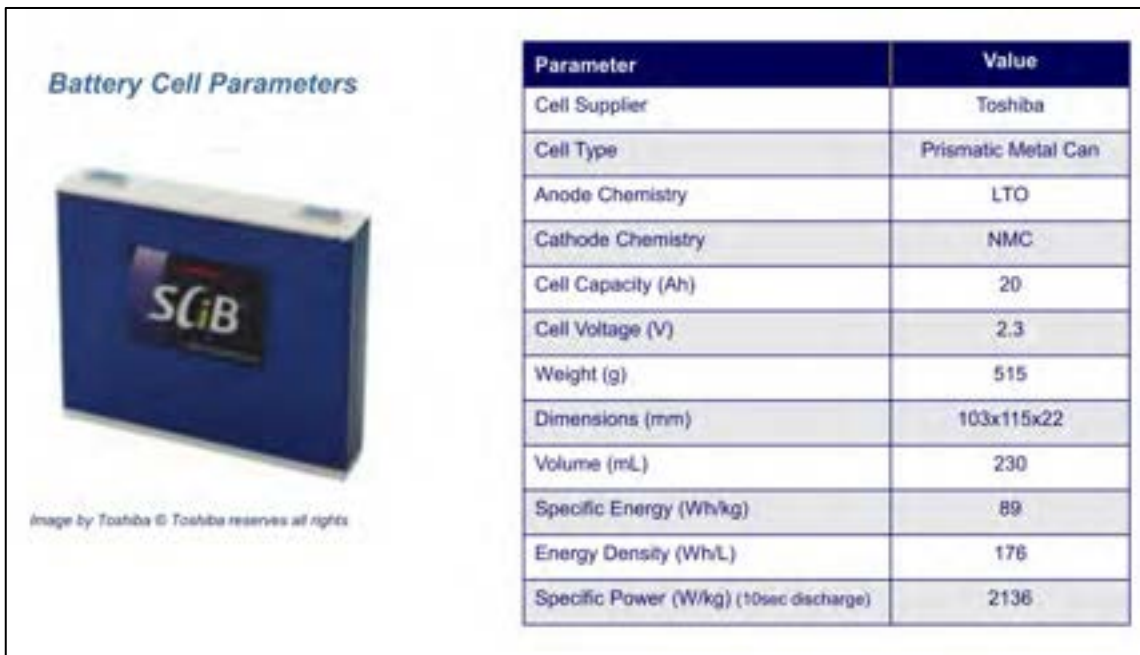 Battery Cell Parameters
SCiB
Image by Toshiba © Toshiba reserves all rights
Parameter Value
Cell Supplier Toshiba
Cell Type Prismatic Metal Can
Anode Chemistry LTO
Cathode Chemistry NMC
Cell Capacity (Ah) 20
Cell Voltage (V) 2.3
Weight (g) 515
Dimensions (mm) 103x115x22
Volume (mL) 230
Specific Energy (Wh/kg) 89
Energy Density (Wh/L) 176
Specific Power (W/kg) (10sec discharge) 2136